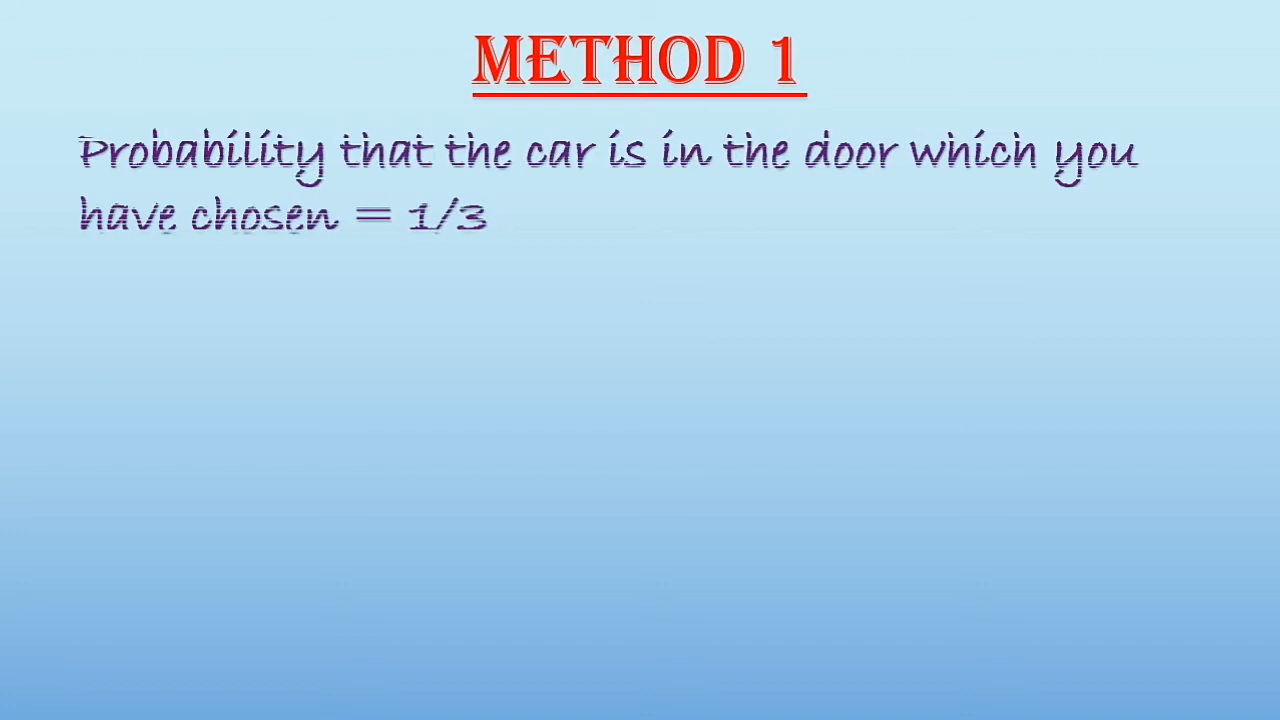 METHOD 1
Probability that the car is in the door which you
have chosen = 1/3